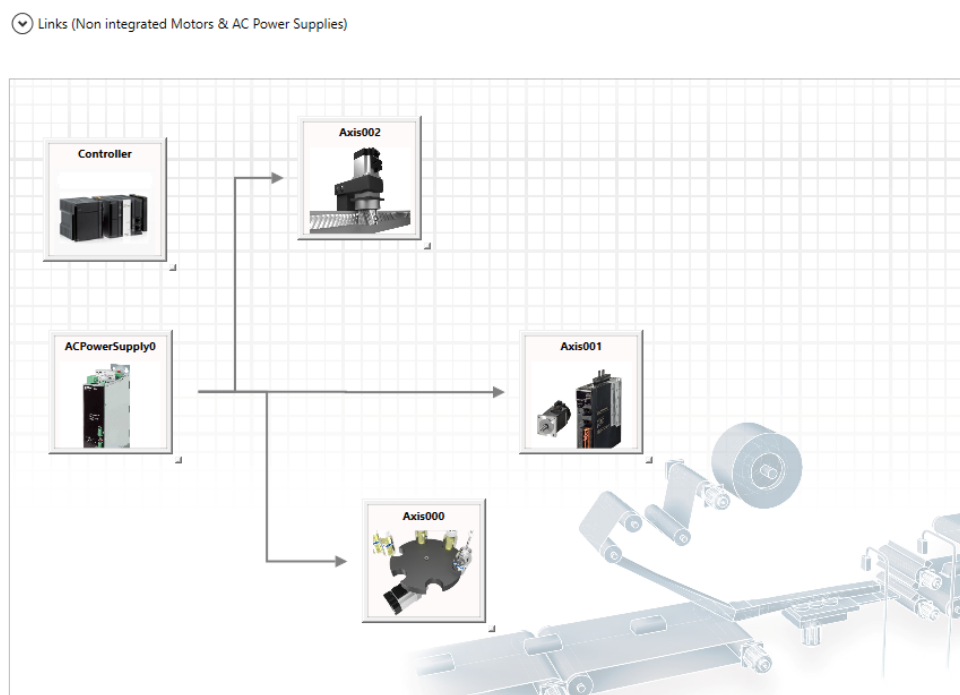 Links (Non integrated Motors & AC Power Supplies)
Axis002
Controller
ACPowerSupply0
Axis001
Axis000